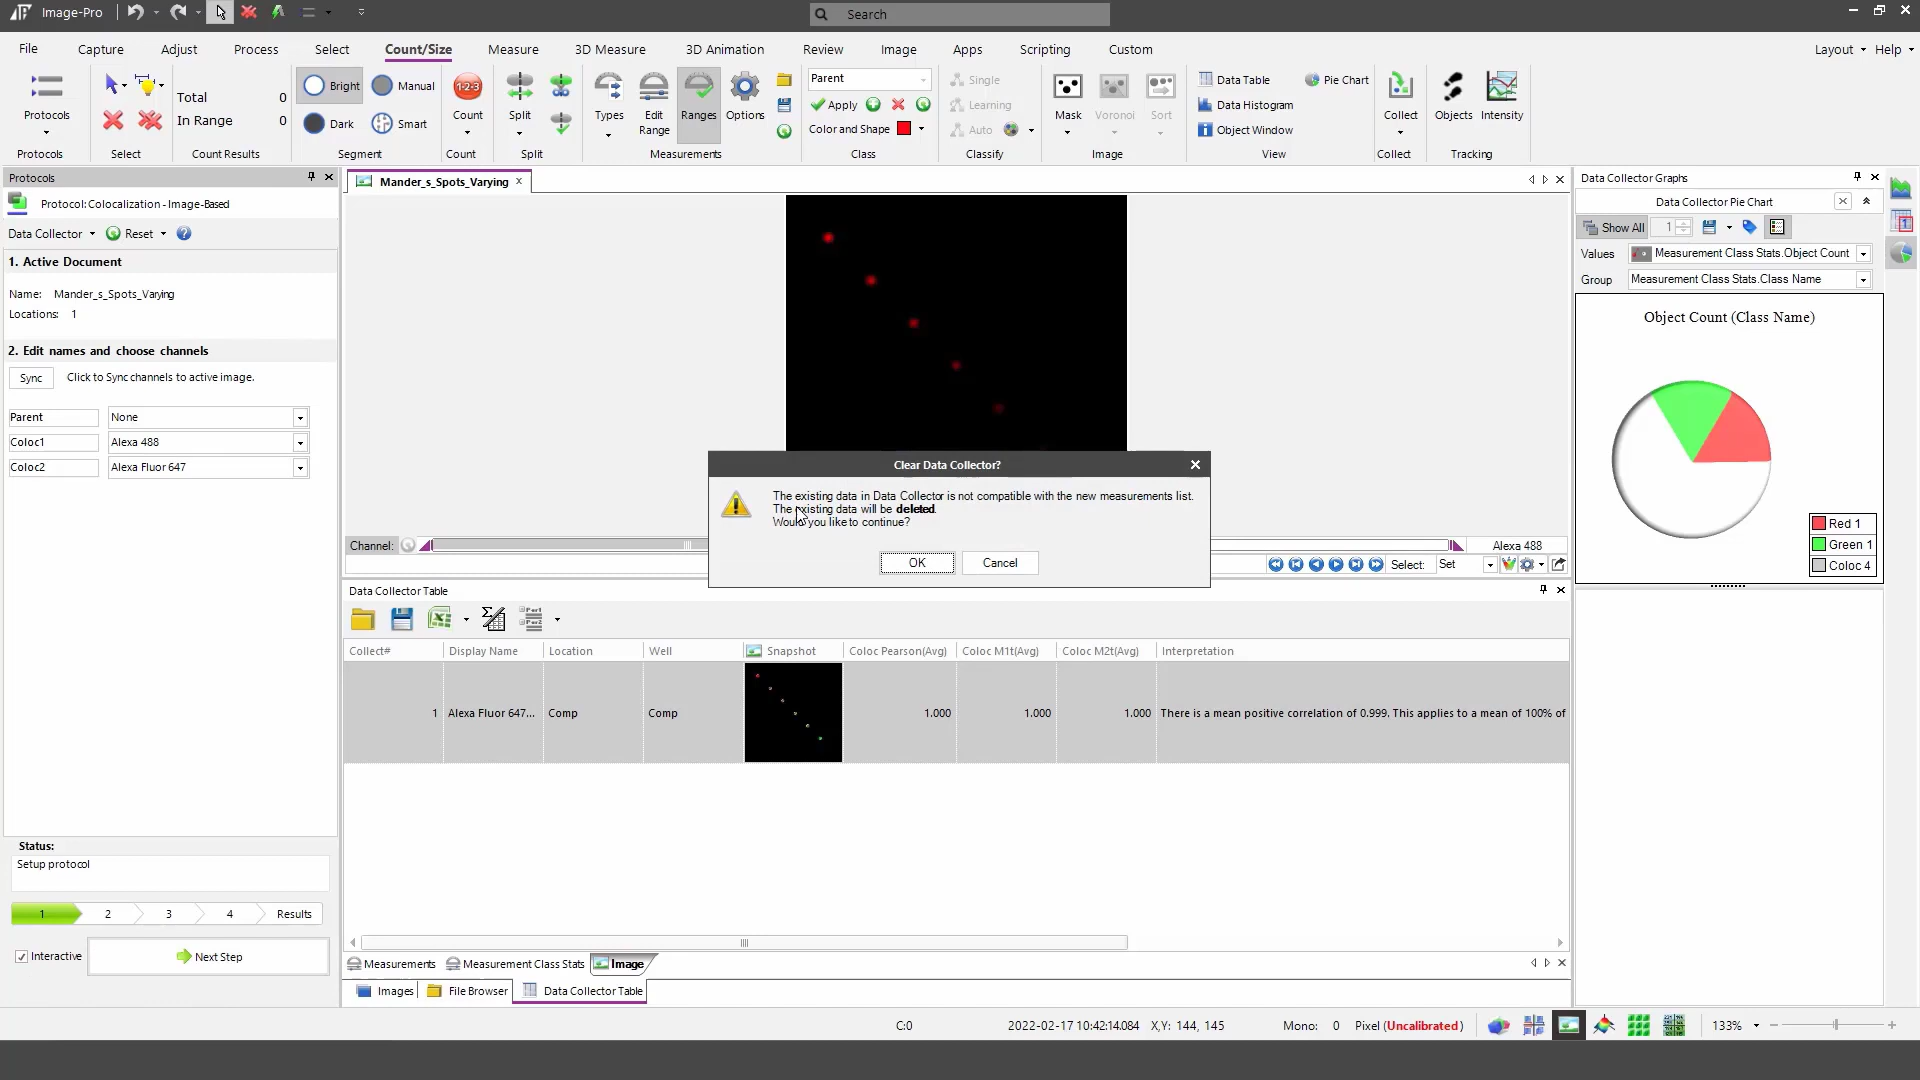 Image-Pro
Search
File
Capture
Adjust
Process
Select
Count/Size
Measure
3D Measure
3D Animation
Review
Image
Apps
Scripting
Custom
Layout
Help
Protocols
Protocols
Select
Total 0
In Range 0
Count Results
Bright
Manual
Dark
Smart
Segment
1-2-3
Count
Count
Split
Split
Types
Edit Range
Ranges
Options
Measurements
Parent
Apply
Color and Shape
Class
Single
Learning
Auto
Classify
Mask
Voronoi
Sort
Image
Data Table
Pie Chart
Data Histogram
Object Window
View
Collect
Collect
Objects
Intensity
Tracking
Protocols
Protocol: Colocalization - Image-Based
Data Collector
Reset
1. Active Document
Name: Mander_s_Spots_Varying
Locations: 1
2. Edit names and choose channels
Sync
Click to Sync channels to active image.
Parent None
Coloc1 Alexa 488
Coloc2 Alexa Fluor 647
Status:
Setup protocol
1 2 3 4 Results
Interactive
Next Step
Mander_s_Spots_Varying
Clear Data Collector?
The existing data in Data Collector is not compatible with the new measurements list.
The existing data will be deleted.
Would you like to continue?
OK
Cancel
Channel:
Alexa 488
Select:
Set
Data Collector Table
Collect# Display Name Location Well Snapshot Coloc Pearson(Avg) Coloc M1t(Avg) Coloc M2t(Avg) Interpretation
1 Alexa Fluor 647... Comp Comp 1.000 1.000 1.000 There is a mean positive correlation of 0.999. This applies to a mean of 100% of
Measurements
Measurement Class Stats
Image
Images
File Browser
Data Collector Table
Data Collector Graphs
Data Collector Pie Chart
Show All
1
Values
Measurement Class Stats.Object Count
Group
Measurement Class Stats.Class Name
Object Count (Class Name)
Red 1
Green 1
Coloc 4
C:0
2022-02-17 10:42:14.084
X,Y: 144, 145
Mono: 0
Pixel (Uncalibrated)
133%